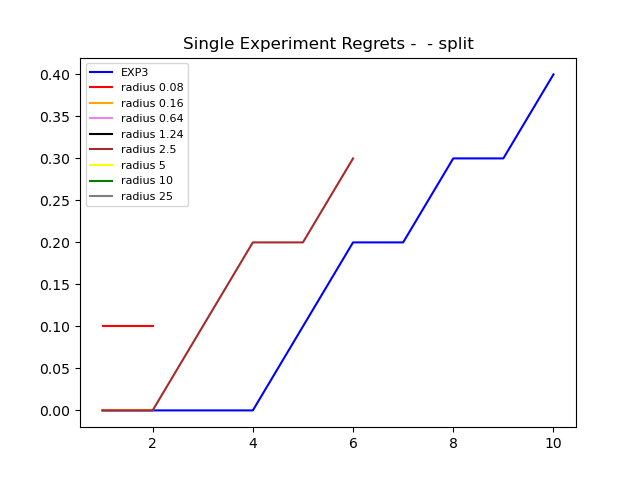 Single Experiment Regrets -  - split
EXP3
radius 0.08
radius 0.16
radius 0.64
radius 1.24
radius 2.5
radius 5
radius 10
radius 25
0.40
0.35
0.30
0.25
0.20
0.15
0.10
0.05
0.00
2 4 6 8 10